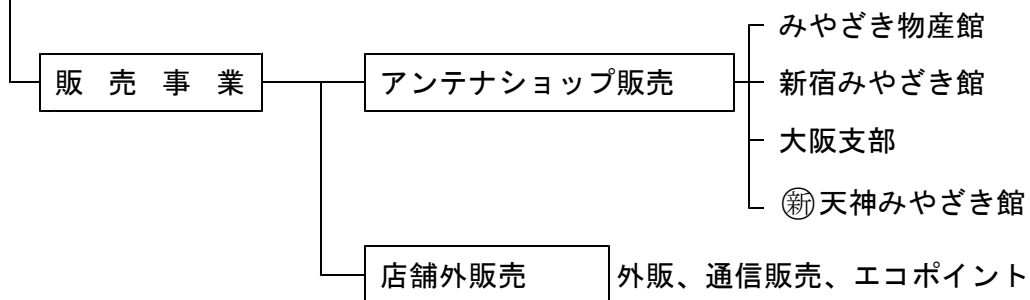 みやざき物産館
販売事業 アンテナショップ販売 新宿みやざき館
大阪支部
㊟天神みやざき館
店舗外販売 外販、通信販売、エコポイント